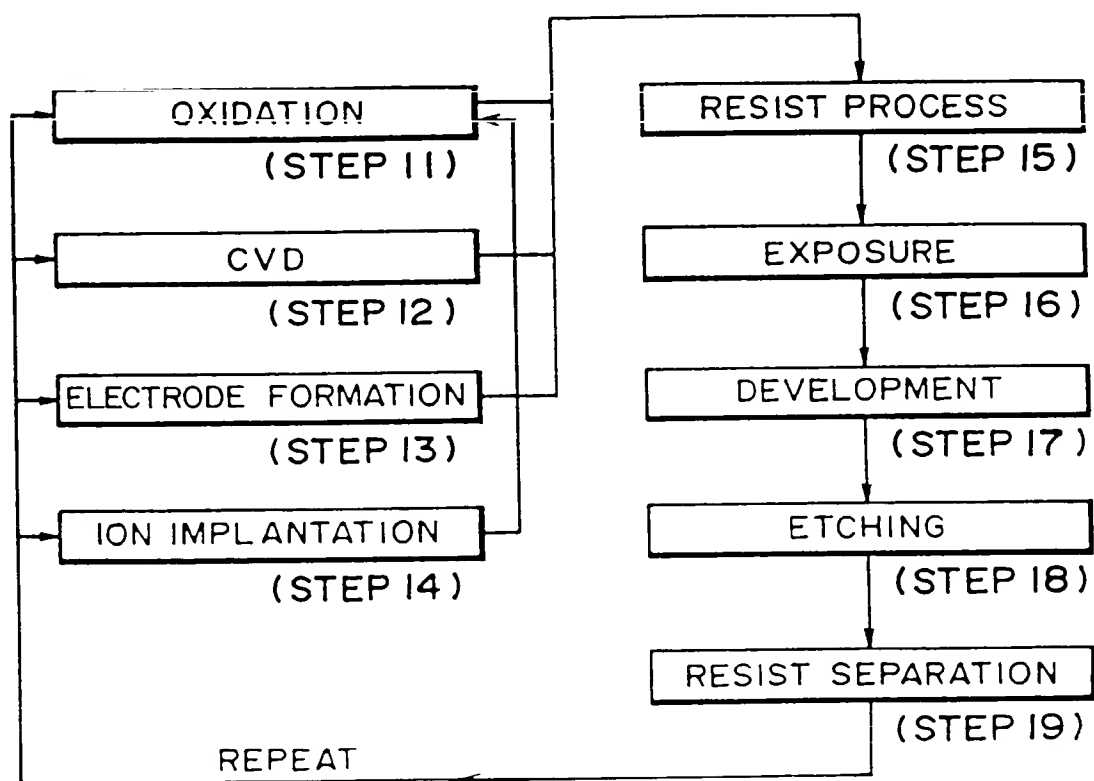 OXIDATION
(STEP 11)
CVD
(STEP 12)
ELECTRODE FORMATION
(STEP 13)
ION IMPLANTATION
(STEP 14)
RESIST PROCESS
(STEP 15)
EXPOSURE
(STEP 16)
DEVELOPMENT
(STEP 17)
ETCHING
(STEP 18)
RESIST SEPARATION
(STEP 19)
REPEAT